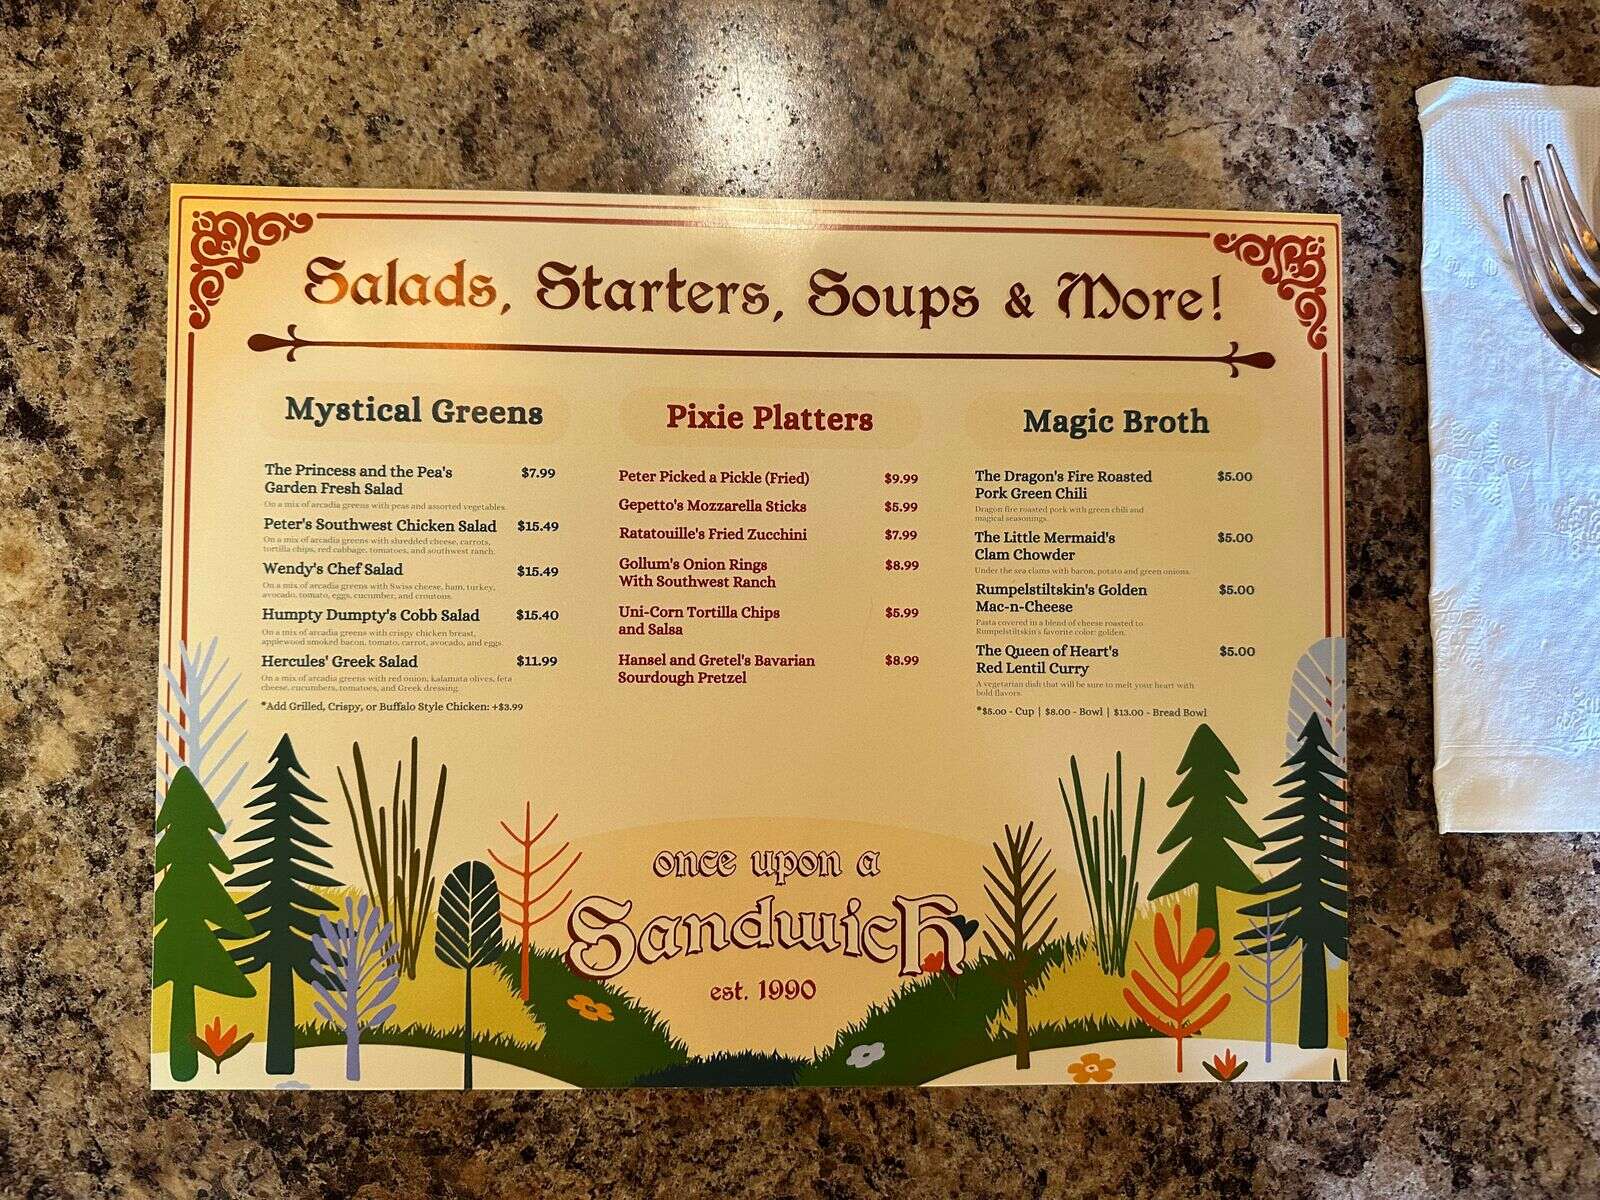 Salads, Starters, Soups & More!
Mystical Greens
The Princess and the Pea's $7.99
Garden Fresh Salad
On a mix of arcadia greens with peas and assorted vegetables.
Peter's Southwest Chicken Salad $15.49
On a mix of arcadia greens with shredded cheese, carrots,
tortilla chips, red cabbage, tomatoes, and southwest ranch.
Wendy's Chef Salad $15.49
On a mix of arcadia greens with Swiss cheese, ham, turkey,
avocado, tomato, eggs, cucumber, and croutons.
Humpty Dumpty's Cobb Salad $15.40
On a mix of arcadia greens with crispy chicken breast,
applewood smoked bacon, tomato, carrot, avocado, and eggs.
Hercules' Greek Salad $11.99
On a mix of arcadia greens with red onion, kalamata olives, feta
cheese, cucumbers, tomatoes, and Greek dressing.
*Add Grilled, Crispy, or Buffalo Style Chicken: +$3.99
Pixie Platters
Peter Picked a Pickle (Fried) $9.99
Gepetto's Mozzarella Sticks $5.99
Ratatouille's Fried Zucchini $7.99
Gollum's Onion Rings $8.99
With Southwest Ranch
Uni-Corn Tortilla Chips $5.99
and Salsa
Hansel and Gretel's Bavarian $8.99
Sourdough Pretzel
Magic Broth
The Dragon's Fire Roasted $5.00
Pork Green Chili
Dragon fire roasted pork with green chili and
magical seasonings.
The Little Mermaid's $5.00
Clam Chowder
Under the sea clams with bacon, potato and green onions.
Rumpelstiltskin's Golden $5.00
Mac-n-Cheese
Pasta covered in a blend of cheese roasted to
Rumpelstiltskin's favorite color: golden.
The Queen of Heart's $5.00
Red Lentil Curry
A vegetarian dish that will be sure to melt your heart with
bold flavors.
*$5.00 - Cup | $8.00 - Bowl | $13.00 - Bread Bowl
once upon a
Sandwich
est. 1990